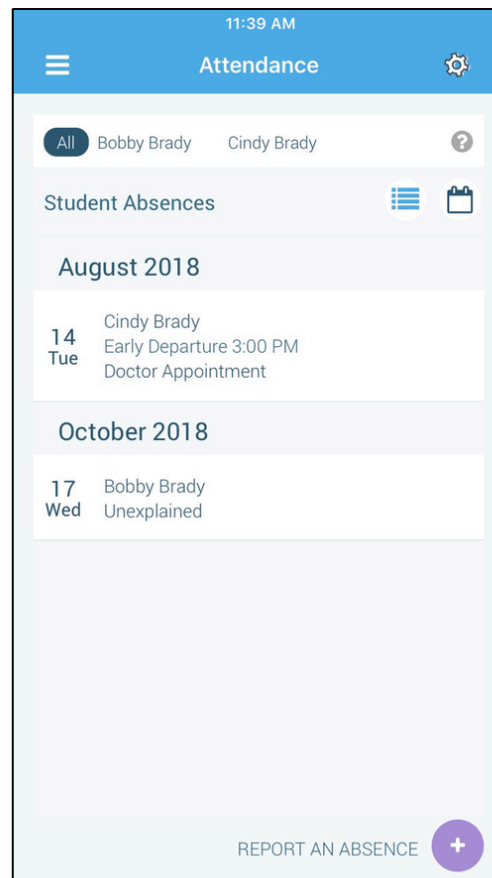 11:39 AM
Attendance
All Bobby Brady Cindy Brady ?
Student Absences
August 2018
14
Tue
Cindy Brady
Early Departure 3:00 PM
Doctor Appointment
October 2018
17
Wed
Bobby Brady
Unexplained
REPORT AN ABSENCE +